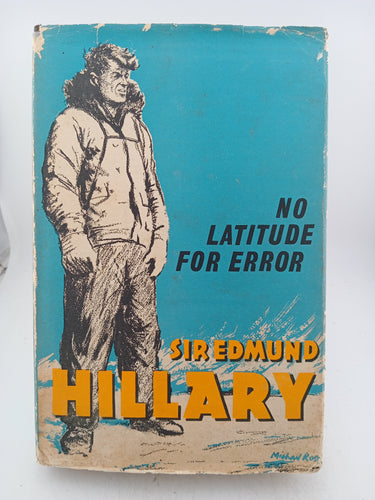 NO
LATITUDE
FOR ERROR
SIR EDMUND
HILLARY